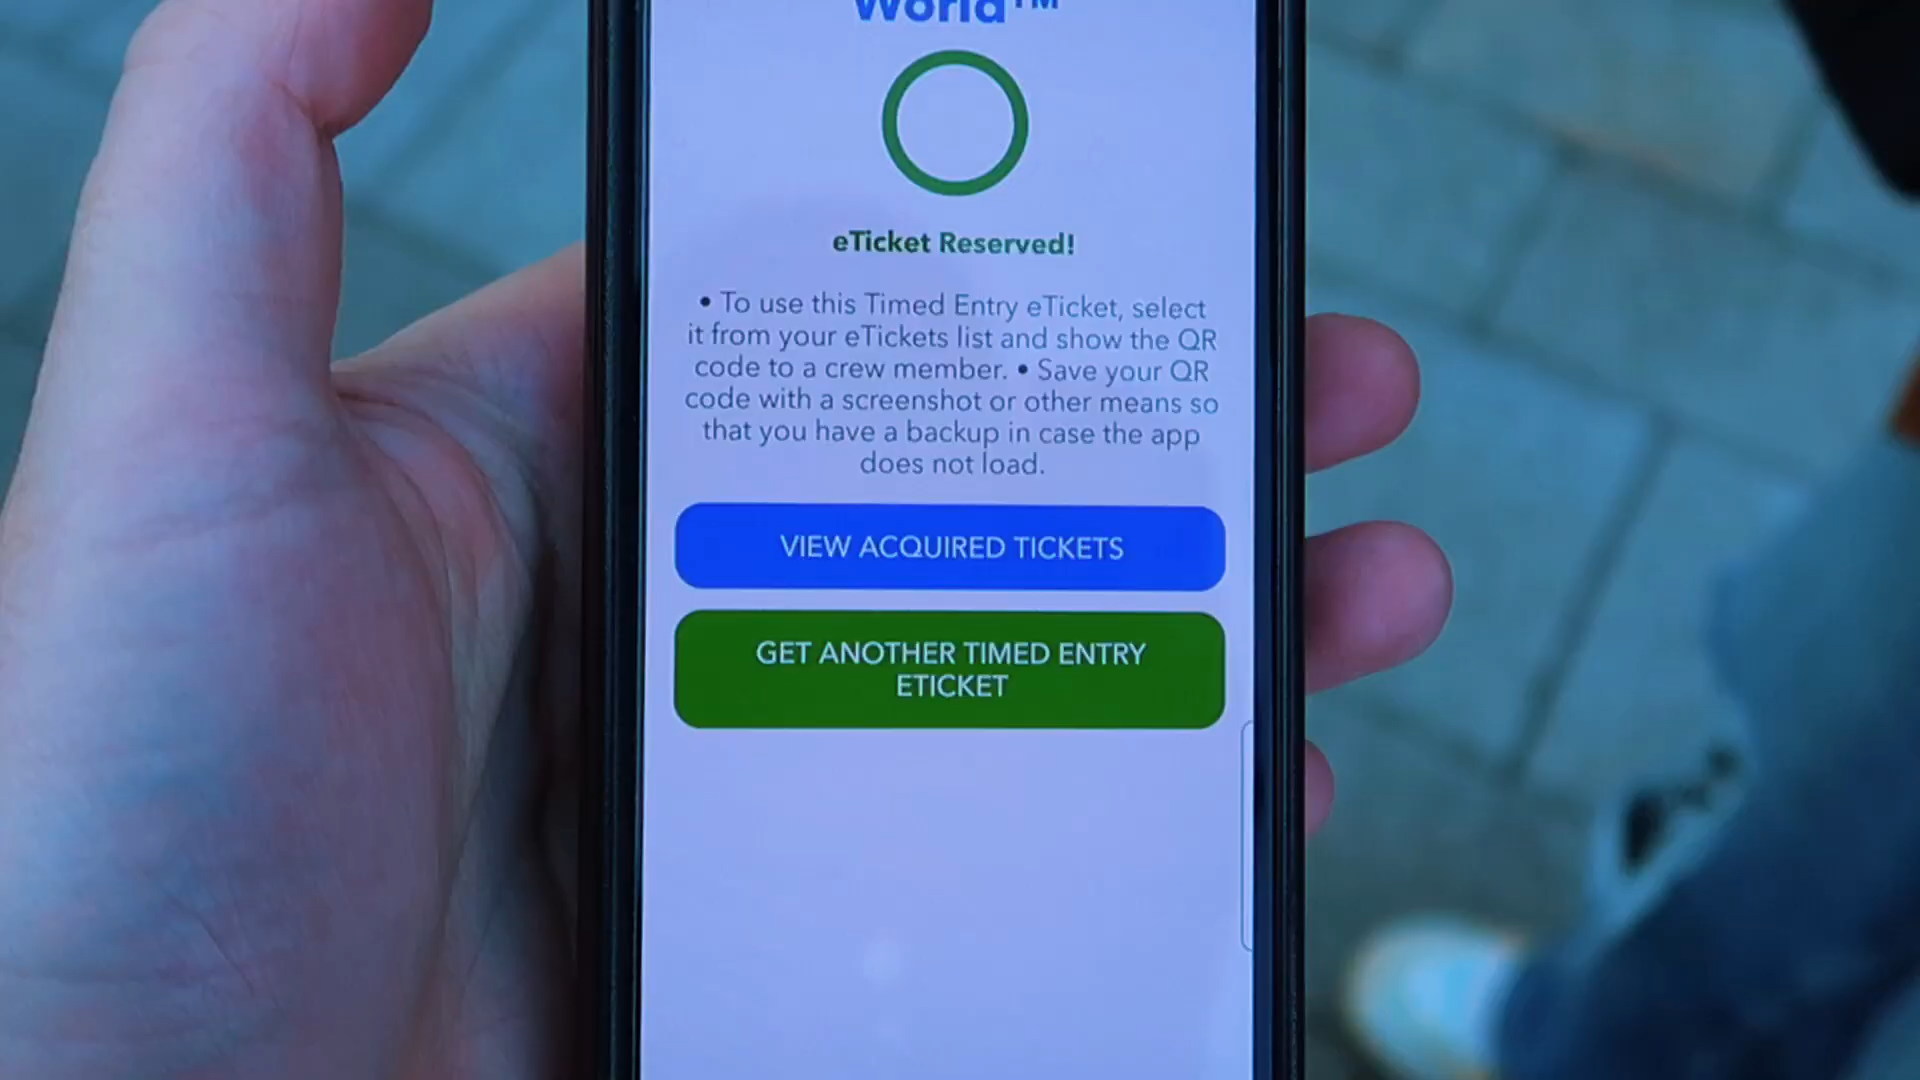 World™
eTicket Reserved!
• To use this Timed Entry eTicket, select
it from your eTickets list and show the QR
code to a crew member. • Save your QR
code with a screenshot or other means so
that you have a backup in case the app
does not load.
VIEW ACQUIRED TICKETS
GET ANOTHER TIMED ENTRY
ETICKET